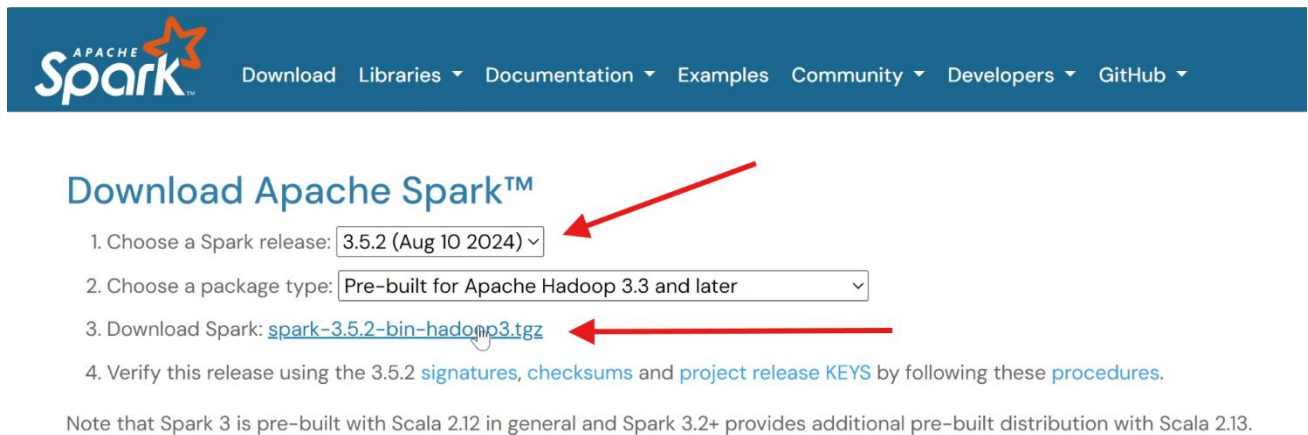 APACHE
Spark™
Download Libraries Documentation Examples Community Developers GitHub
Download Apache Spark™
1. Choose a Spark release: 3.5.2 (Aug 10 2024)
2. Choose a package type: Pre-built for Apache Hadoop 3.3 and later
3. Download Spark: spark-3.5.2-bin-hadoop3.tgz
4. Verify this release using the 3.5.2 signatures, checksums and project release KEYS by following these procedures.
Note that Spark 3 is pre-built with Scala 2.12 in general and Spark 3.2+ provides additional pre-built distribution with Scala 2.13.